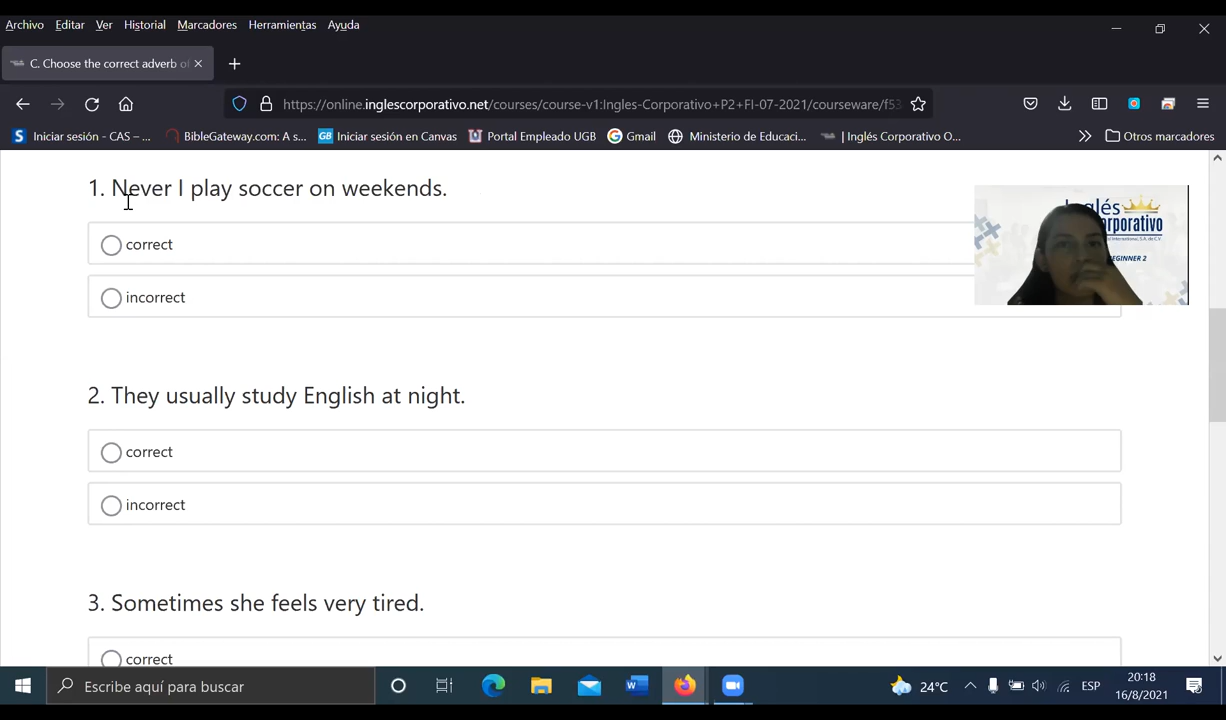 Archivo Editar Ver Historial Marcadores Herramientas Ayuda
C. Choose the correct adverb of
https://online.inglescorporativo.net/courses/course-v1:Ingles-Corporativo+P2+FI-07-2021/courseware/f53
Iniciar sesión - CAS – ... BibleGateway.com: A s... GB Iniciar sesión en Canvas Portal Empleado UGB Gmail Ministerio de Educaci... | Inglés Corporativo O... Otros marcadores
1. Never I play soccer on weekends.
correct
incorrect
Inglés
BEGINNER 2
2. They usually study English at night.
correct
incorrect
3. Sometimes she feels very tired.
correct
Escribe aquí para buscar
24°C
ESP
20:18
16/8/2021